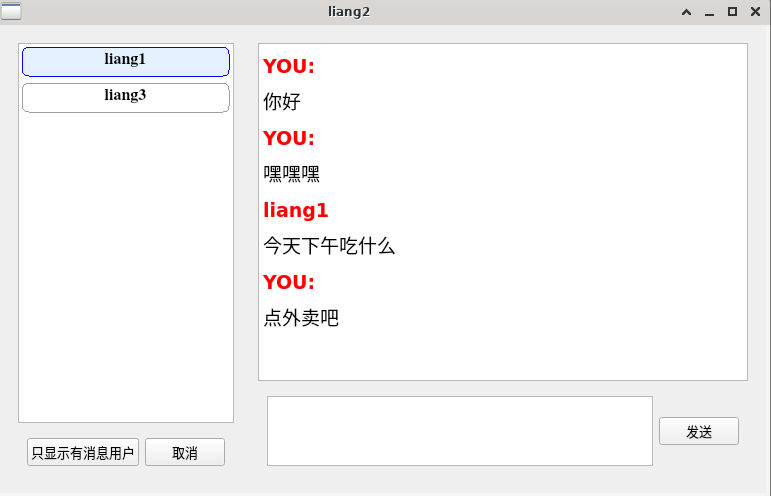 liang2
liang1
liang3
YOU:
你好
YOU:
嘿嘿嘿
liang1
今天下午吃什么
YOU:
点外卖吧
只显示有消息用户
取消
发送